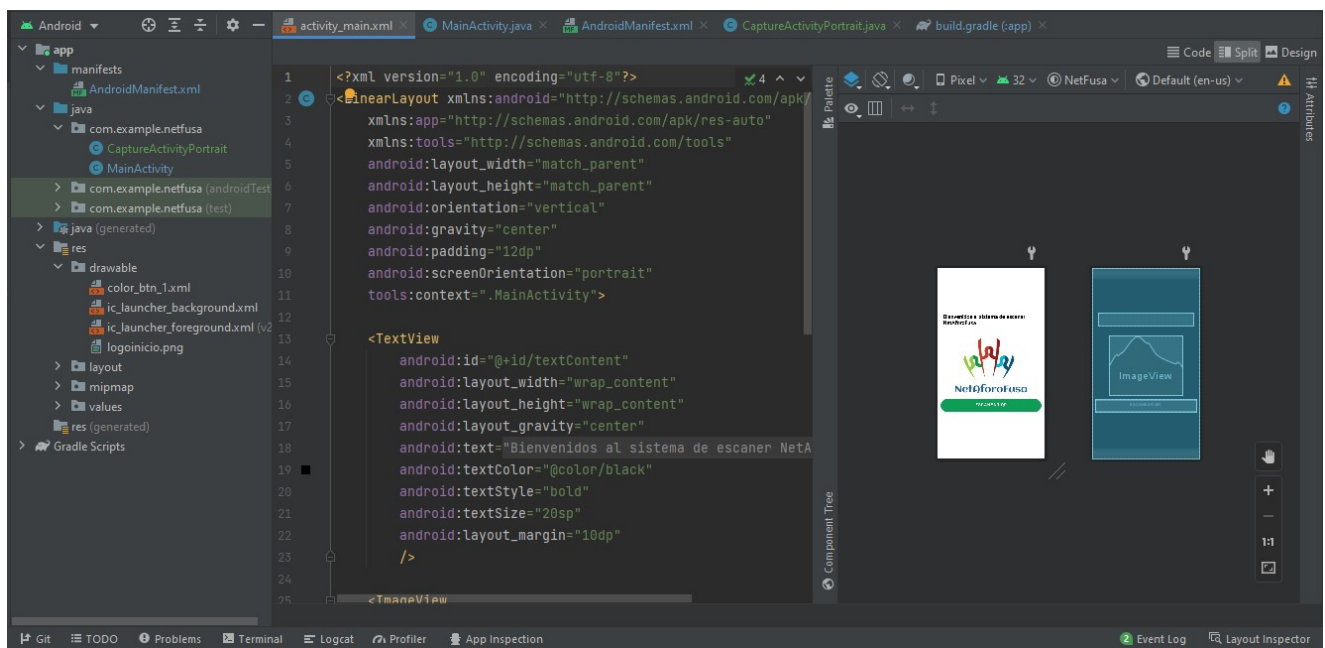 Android
activity_main.xml
MainActivity.java
AndroidManifest.xml
CaptureActivityPortrait.java
build.gradle (:app)
Code
Split
Design
app
manifests
AndroidManifest.xml
java
com.example.netfusa
CaptureActivityPortrait
MainActivity
com.example.netfusa (androidTest
com.example.netfusa (test)
java (generated)
res
drawable
color_btn_1.xml
ic_launcher_background.xml
ic_launcher_foreground.xml (v2
logoinicio.png
layout
mipmap
values
res (generated)
Gradle Scripts
1 <?xml version="1.0" encoding="utf-8"?>
4
2 <LinearLayout xmlns:android="http://schemas.android.com/apk/
3 xmlns:app="http://schemas.android.com/apk/res-auto"
4 xmlns:tools="http://schemas.android.com/tools"
5 android:layout_width="match_parent"
6 android:layout_height="match_parent"
7 android:orientation="vertical"
8 android:gravity="center"
9 android:padding="12dp"
10 android:screenOrientation="portrait"
11 tools:context=".MainActivity">
12
13 <TextView
14 android:id="@+id/textContent"
15 android:layout_width="wrap_content"
16 android:layout_height="wrap_content"
17 android:layout_gravity="center"
18 android:text="Bienvenidos al sistema de escaner NetA
19 android:textColor="@color/black"
20 android:textStyle="bold"
21 android:textSize="20sp"
22 android:layout_margin="10dp"
23 />
24
25 <ImageView
Palette
Component Tree
Pixel
32
NetFusa
Default (en-us)
Attributes
Bienvenidos al sistema de escaner
NetAforoFusa
NetAforoFusa
ImageView
1:1
Git
TODO
Problems
Terminal
Logcat
Profiler
App Inspection
2 Event Log
Layout Inspector